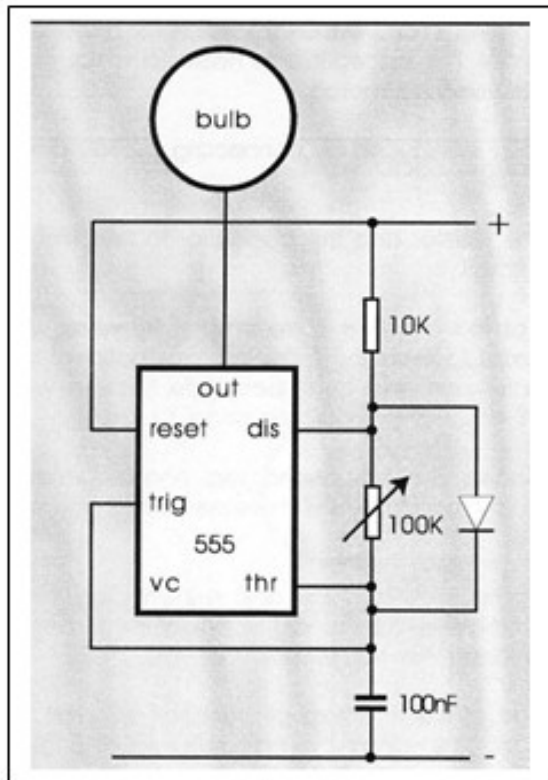 bulb
+
10K
out
reset dis
trig
100K
555
vc thr
100nF
-